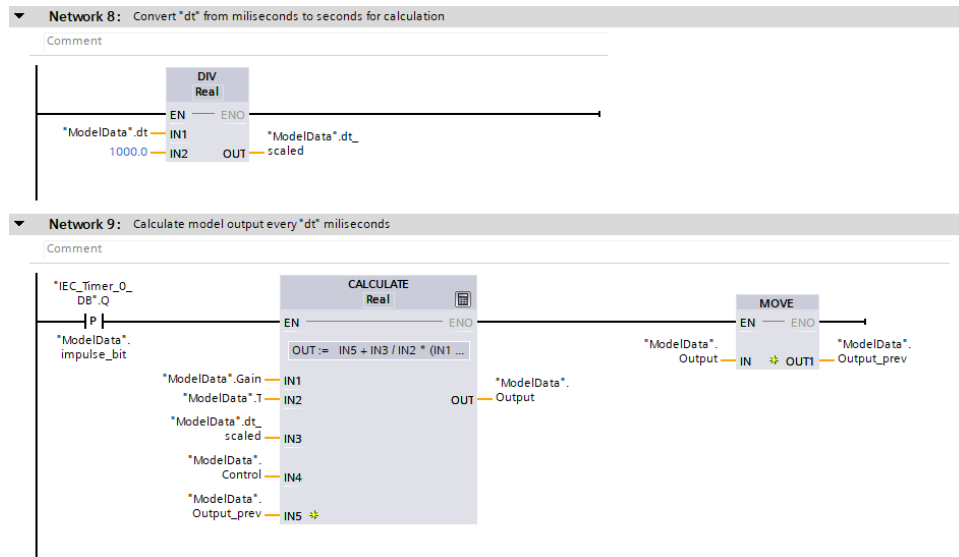 Network 8: Convert "dt" from miliseconds to seconds for calculation
Comment
DIV
Real
EN ENO
"ModelData".dt IN1
"ModelData".dt_
1000.0 IN2 OUT scaled
Network 9: Calculate model output every "dt" miliseconds
Comment
"IEC_Timer_0_
DB".Q
P
"ModelData".
impulse_bit
CALCULATE
Real
EN ENO
OUT := IN5 + IN3 / IN2 * (IN1 ...
"ModelData".Gain IN1
"ModelData".T IN2
"ModelData".
OUT Output
"ModelData".dt_
scaled IN3
"ModelData".
Control IN4
"ModelData".
Output_prev IN5
MOVE
EN ENO
"ModelData".
Output IN OUT1
"ModelData".
Output_prev